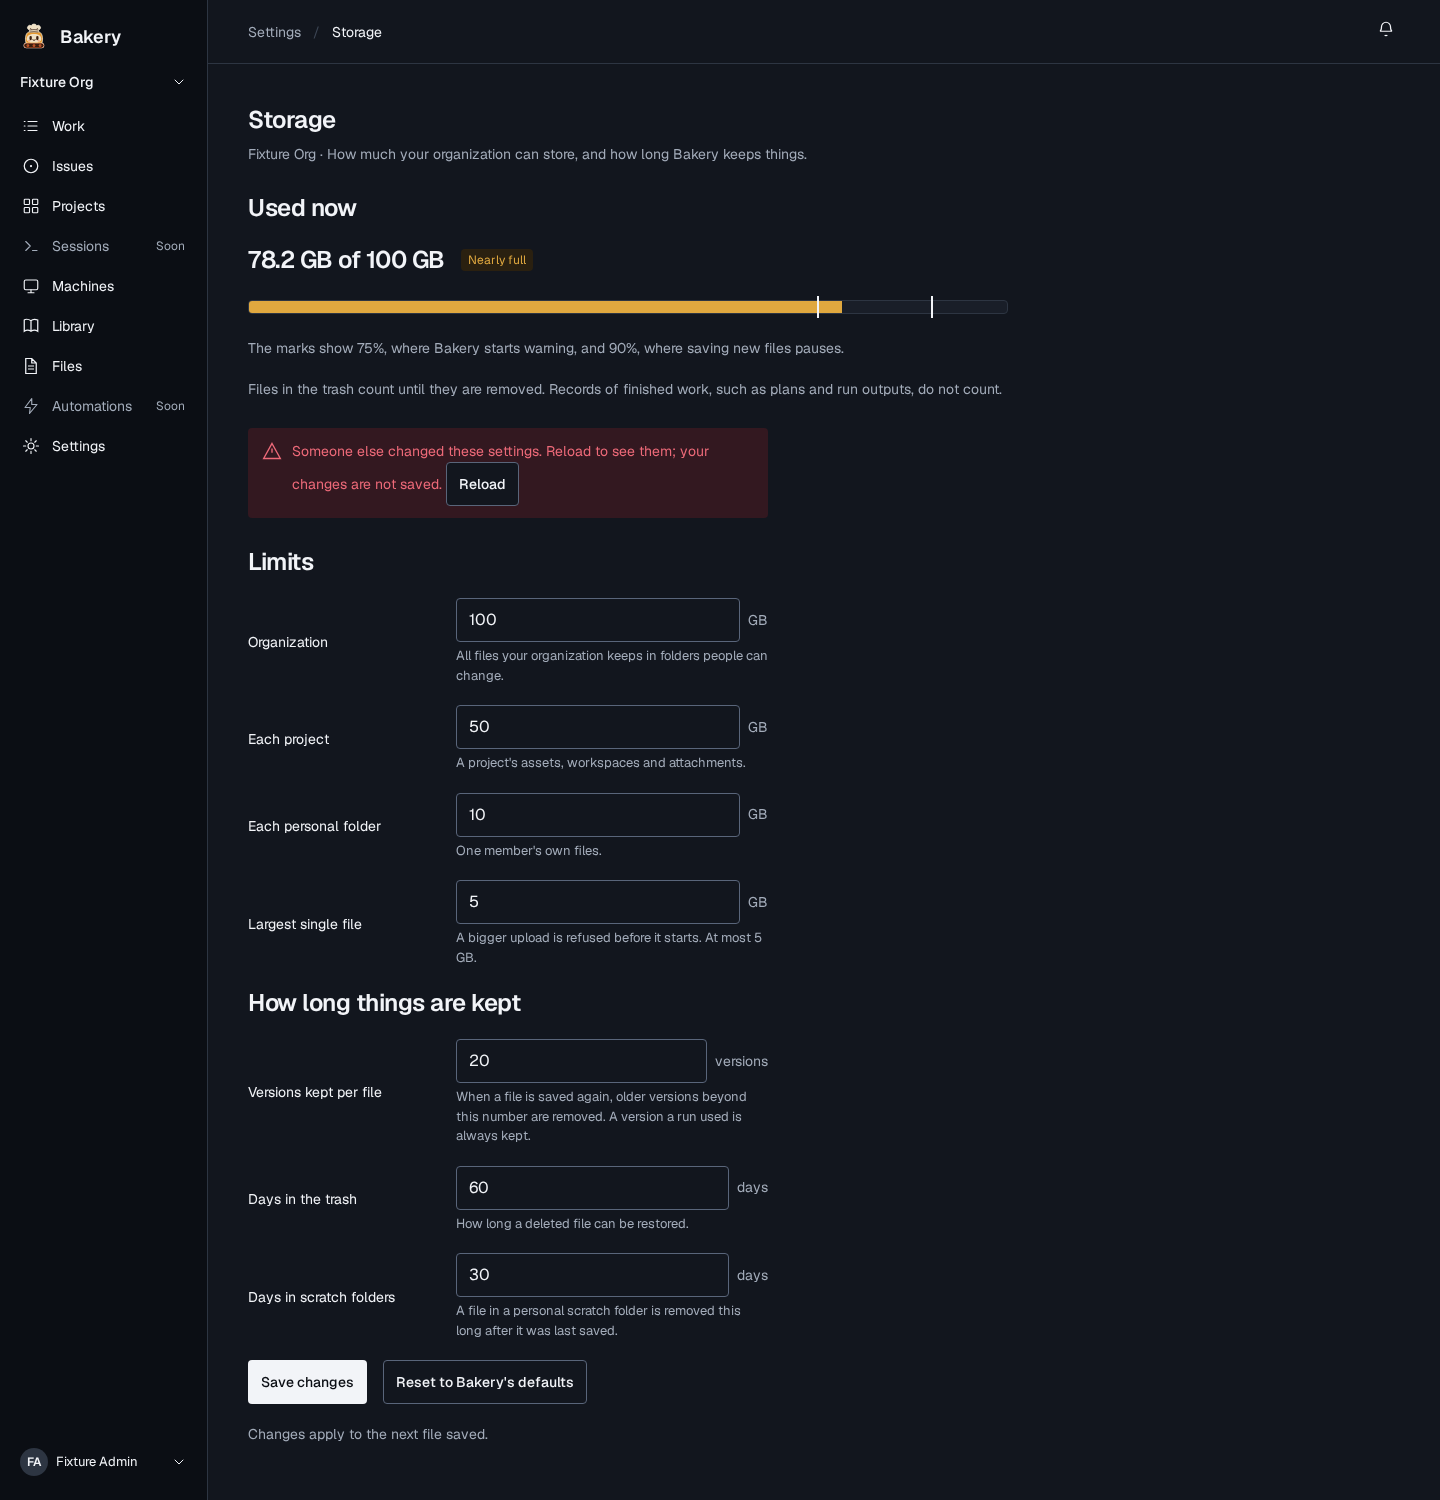 Bakery
Fixture Org
Work
Issues
Projects
Sessions Soon
Machines
Library
Files
Automations Soon
Settings
FA Fixture Admin
Settings / Storage
Storage
Fixture Org · How much your organization can store, and how long Bakery keeps things.
Used now
78.2 GB of 100 GB Nearly full
The marks show 75%, where Bakery starts warning, and 90%, where saving new files pauses.
Files in the trash count until they are removed. Records of finished work, such as plans and run outputs, do not count.
Someone else changed these settings. Reload to see them; your
changes are not saved. Reload
Limits
Organization
100 GB
All files your organization keeps in folders people can
change.
Each project
50 GB
A project's assets, workspaces and attachments.
Each personal folder
10 GB
One member's own files.
Largest single file
5 GB
A bigger upload is refused before it starts. At most 5
GB.
How long things are kept
Versions kept per file
20 versions
When a file is saved again, older versions beyond
this number are removed. A version a run used is
always kept.
Days in the trash
60 days
How long a deleted file can be restored.
Days in scratch folders
30 days
A file in a personal scratch folder is removed this
long after it was last saved.
Save changes Reset to Bakery's defaults
Changes apply to the next file saved.